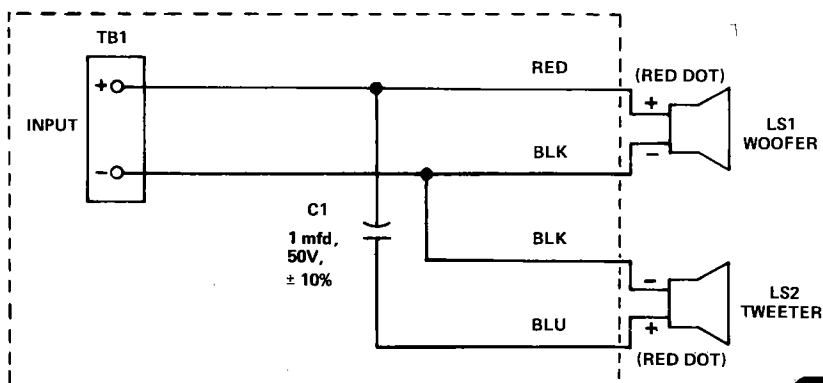 TB1
+
INPUT
-
RED
(RED DOT)
+
-
LS1
WOOFER
BLK
C1
1 mfd,
50V,
± 10%
BLK
-
LS2
TWEETER
BLU
+
(RED DOT)